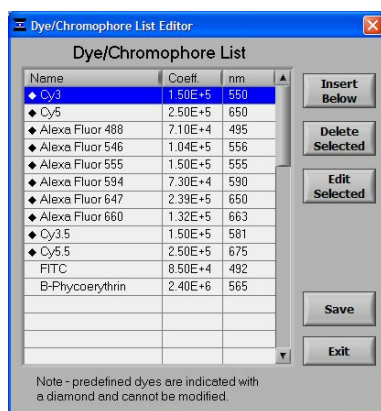 Dye/Chromophore List Editor
Dye/Chromophore List
Name Coeff. nm
Cy3 1.50E+5 550
Cy5 2.50E+5 650
Alexa Fluor 488 7.10E+4 495
Alexa Fluor 546 1.04E+5 556
Alexa Fluor 555 1.50E+5 555
Alexa Fluor 594 7.30E+4 590
Alexa Fluor 647 2.39E+5 650
Alexa Fluor 660 1.32E+5 663
Cy3.5 1.50E+5 581
Cy5.5 2.50E+5 675
FITC 8.50E+4 492
B-Phycoerythrin 2.40E+6 565
Insert
Below
Delete
Selected
Edit
Selected
Save
Exit
Note - predefined dyes are indicated with
a diamond and cannot be modified.